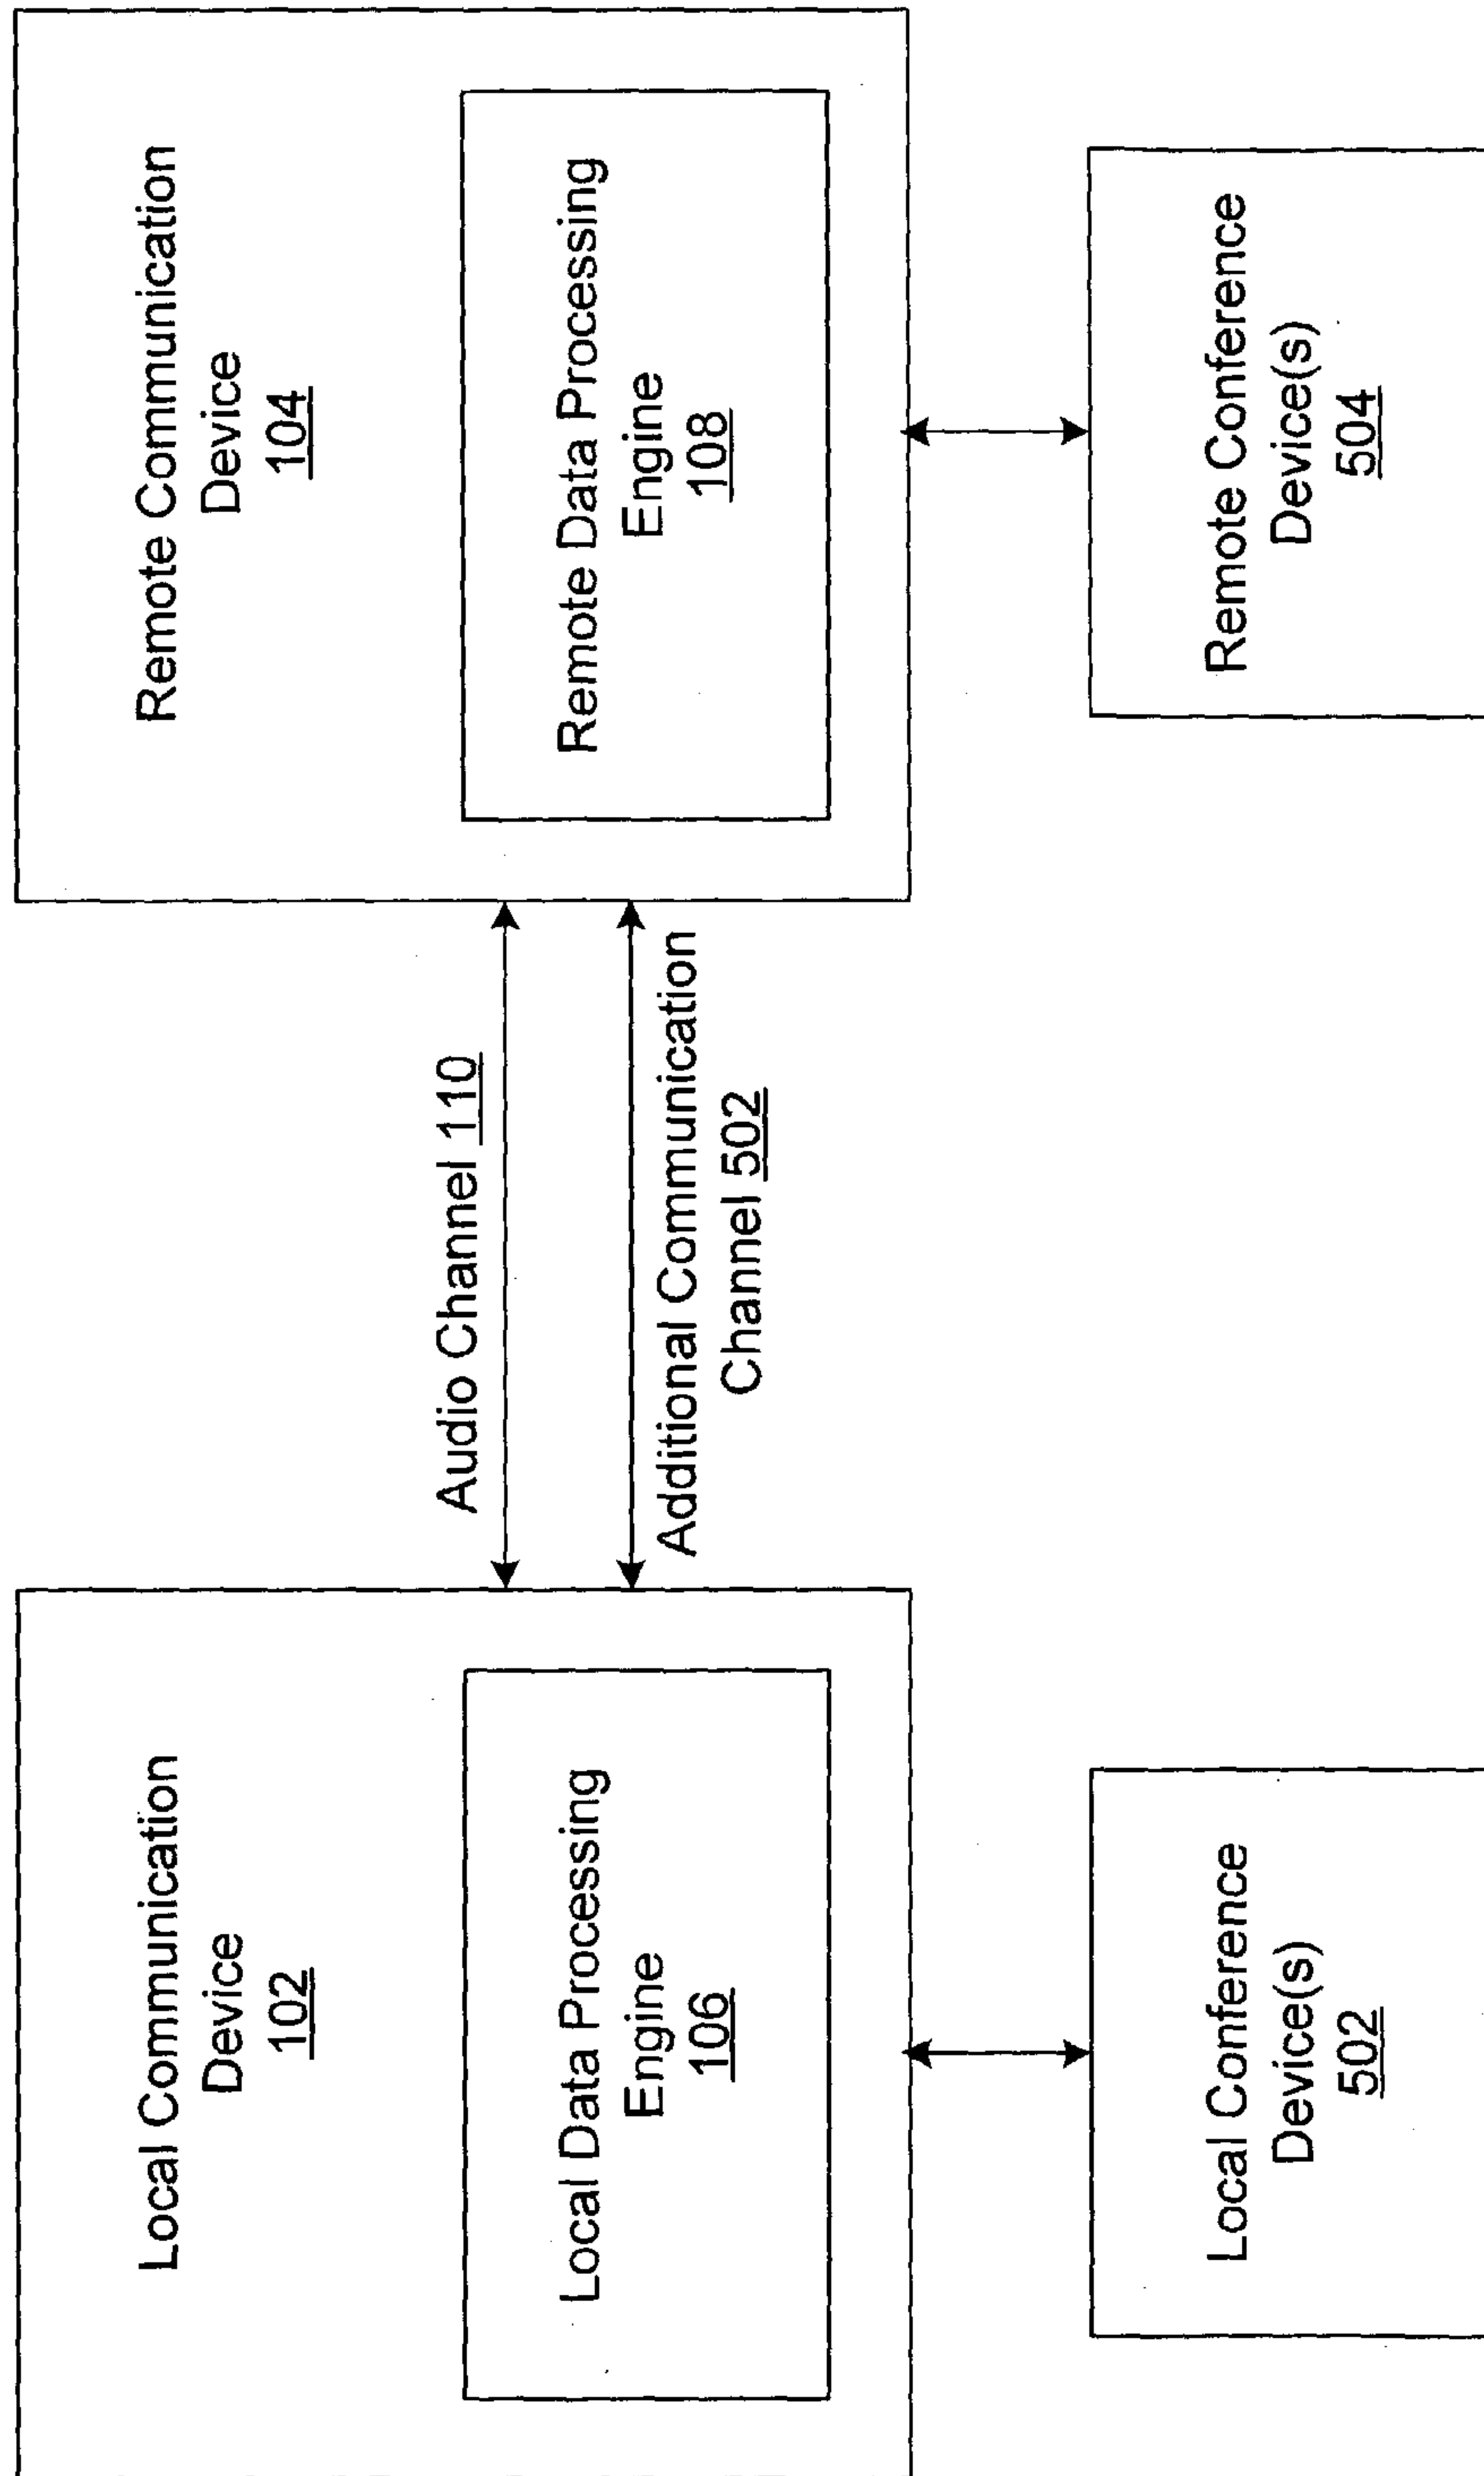 Local Communication
Device
102
Local Data Processing
Engine
106
Local Conference
Device(s)
502
Audio Channel 110
Additional Communication
Channel 502
Remote Communication
Device
104
Remote Data Processing
Engine
108
Remote Conference
Device(s)
504